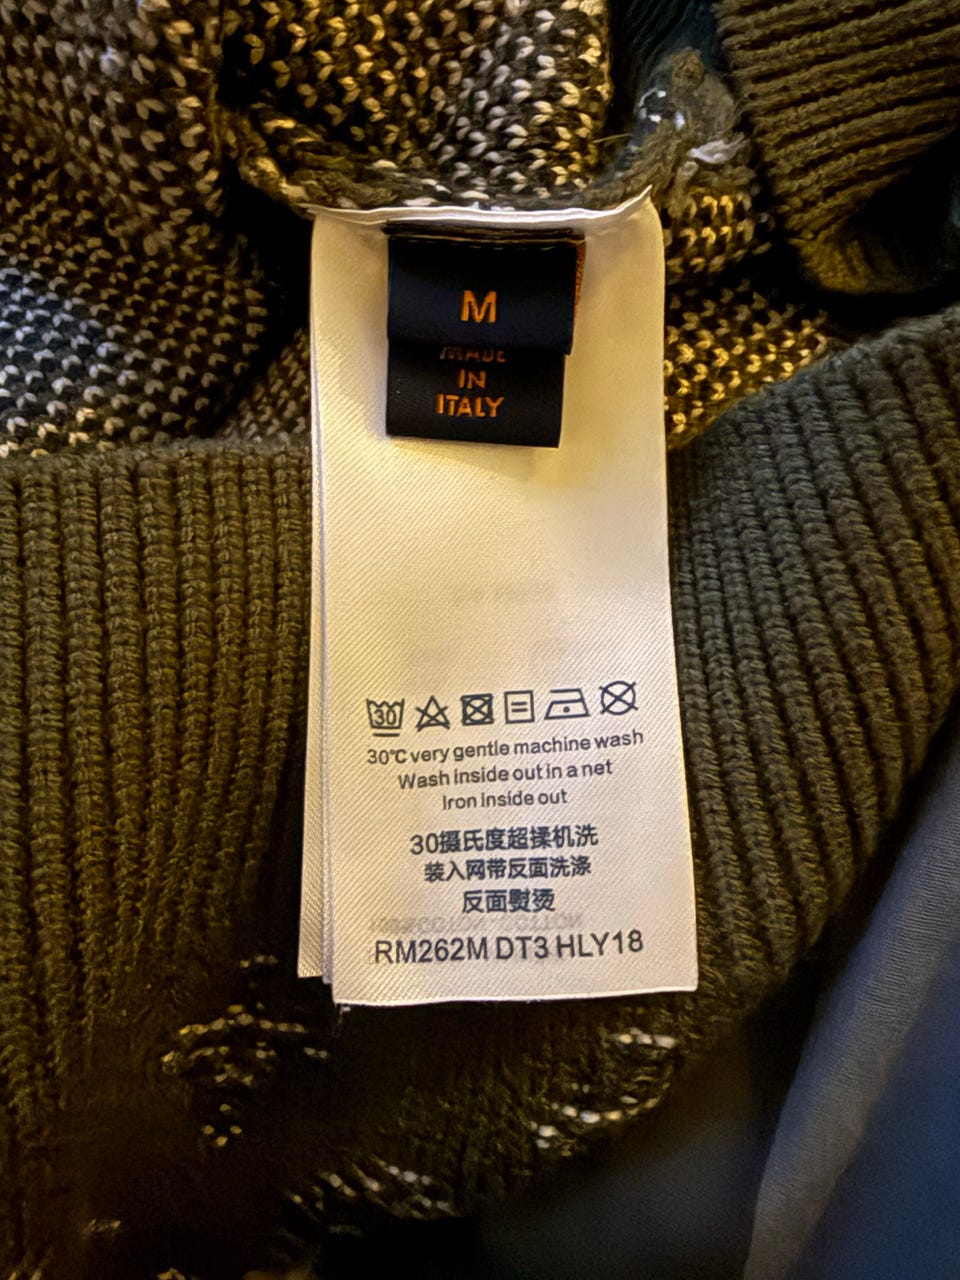 M
MADE
IN
ITALY
30
30℃ very gentle machine wash
Wash inside out in a net
Iron inside out
30摄氏度超揉机洗
装入网带反面洗涤
反面熨烫
RM262M DT3 HLY18